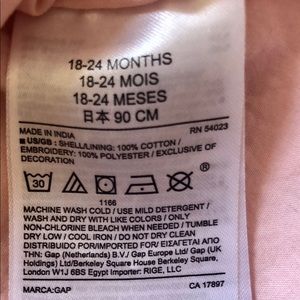 18-24 MONTHS
18-24 MOIS
18-24 MESES
日本 90 CM
MADE IN INDIA RN 54023
US/GB : SHELL/LINING: 100% COTTON /
EMBROIDERY: 100% POLYESTER / EXCLUSIVE OF
DECORATION
30
1166
MACHINE WASH COLD / USE MILD DETERGENT /
WASH AND DRY WITH LIKE COLORS / ONLY
NON-CHLORINE BLEACH WHEN NEEDED / TUMBLE
DRY LOW / COOL IRON / DO NOT DRY CLEAN
DISTRIBUIDO POR/IMPORTED FOR/ ΕΙΣΑΓΕΤΑΙ ΑΠΟ
ΤΗΝ: Gap (Netherlands) B.V./ Gap Europe Ltd/ Gap (UK
Holdings) Ltd/Berkeley Square House Berkeley Square,
London W1J 6BS Egypt Importer: RIGE, LLC
MARCA:GAP CA 17897